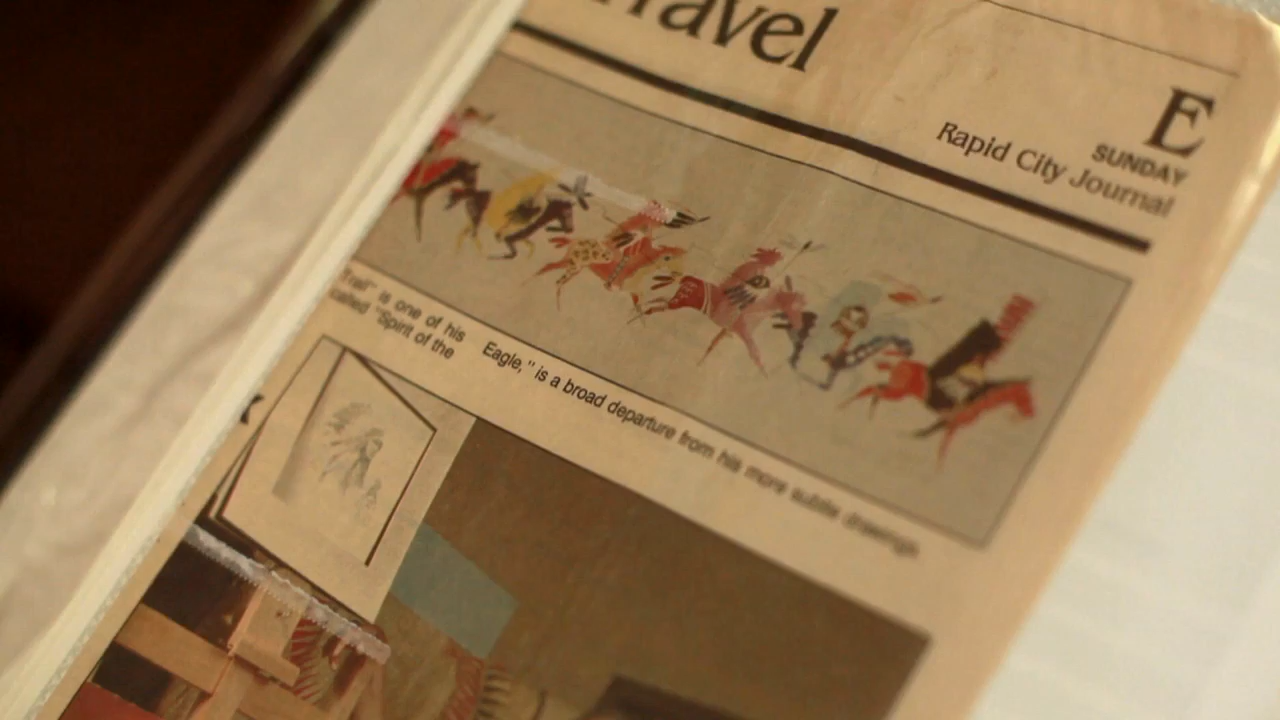 Travel
E
SUNDAY
Rapid City Journal
Trail" is one of his
called "Spirit of the
Eagle," is a broad departure from his more subtle drawings.